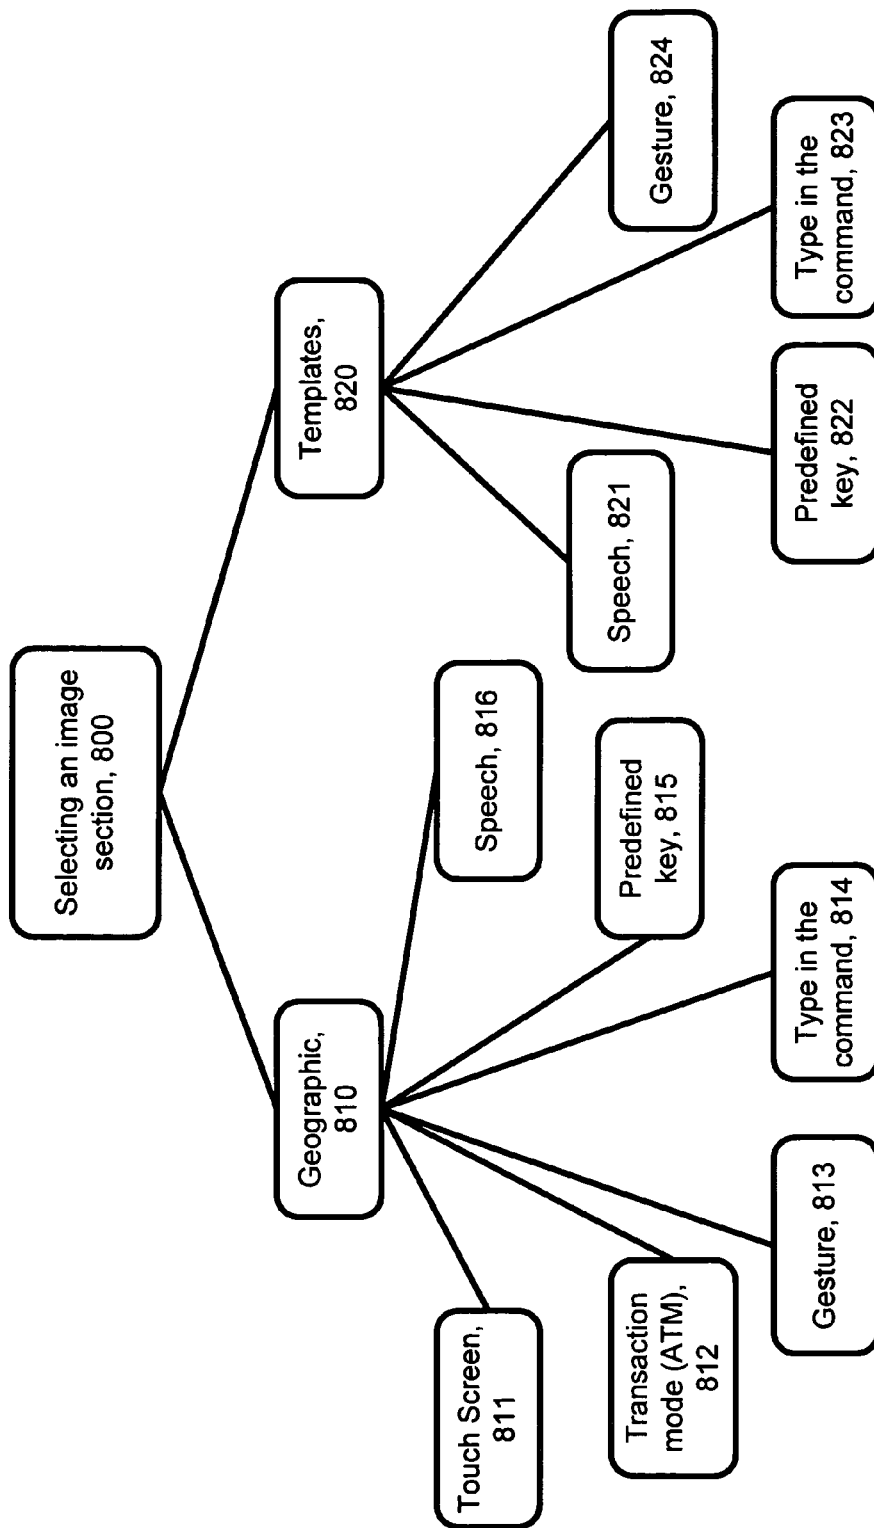 Selecting an image
section, 800
Geographic,
810
Templates,
820
Touch Screen,
811
Transaction
mode (ATM),
812
Gesture, 813
Type in the
command, 814
Predefined
key, 815
Speech, 816
Speech, 821
Predefined
key, 822
Type in the
command, 823
Gesture, 824